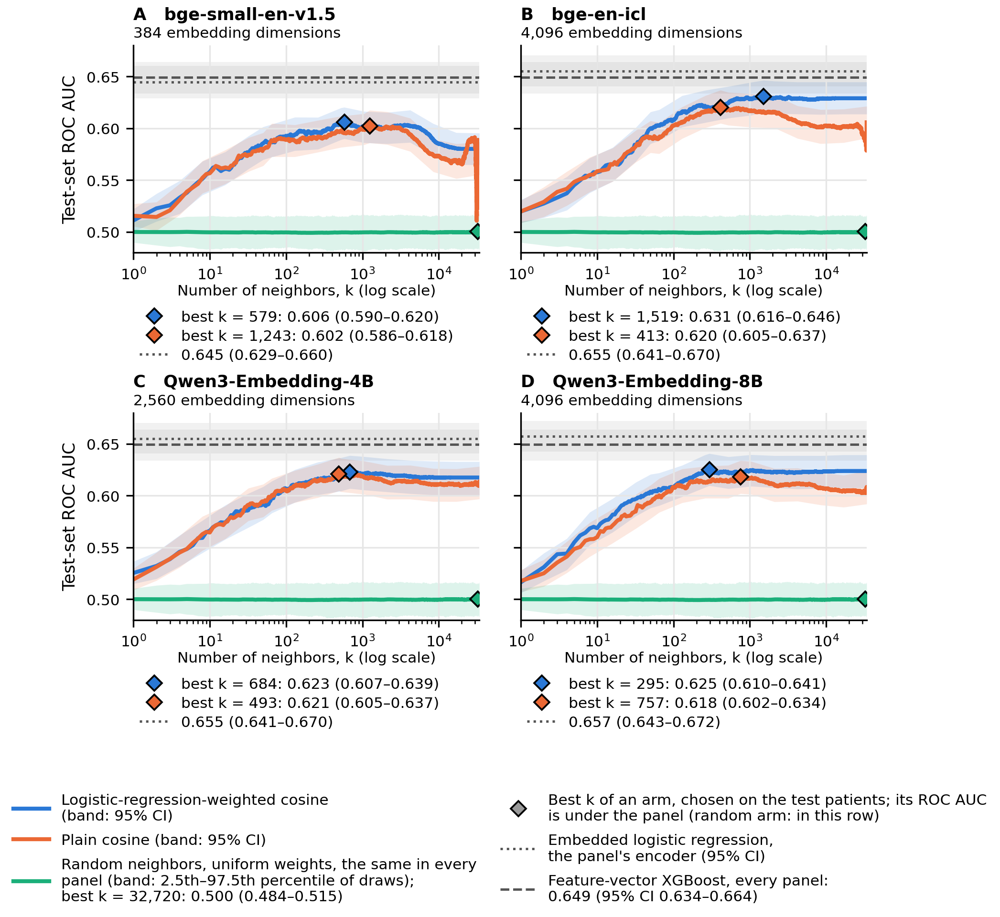 A bge-small-en-v1.5
384 embedding dimensions
Test-set ROC AUC
0.65
0.60
0.55
0.50
10⁰ 10¹ 10² 10³ 10⁴
Number of neighbors, k (log scale)
best k = 579: 0.606 (0.590–0.620)
best k = 1,243: 0.602 (0.586–0.618)
0.645 (0.629–0.660)
B bge-en-icl
4,096 embedding dimensions
10⁰ 10¹ 10² 10³ 10⁴
Number of neighbors, k (log scale)
best k = 1,519: 0.631 (0.616–0.646)
best k = 413: 0.620 (0.605–0.637)
0.655 (0.641–0.670)
C Qwen3-Embedding-4B
2,560 embedding dimensions
Test-set ROC AUC
0.65
0.60
0.55
0.50
10⁰ 10¹ 10² 10³ 10⁴
Number of neighbors, k (log scale)
best k = 684: 0.623 (0.607–0.639)
best k = 493: 0.621 (0.605–0.637)
0.655 (0.641–0.670)
D Qwen3-Embedding-8B
4,096 embedding dimensions
10⁰ 10¹ 10² 10³ 10⁴
Number of neighbors, k (log scale)
best k = 295: 0.625 (0.610–0.641)
best k = 757: 0.618 (0.602–0.634)
0.657 (0.643–0.672)
Logistic-regression-weighted cosine
(band: 95% CI)
Plain cosine (band: 95% CI)
Random neighbors, uniform weights, the same in every
panel (band: 2.5th–97.5th percentile of draws);
best k = 32,720: 0.500 (0.484–0.515)
Best k of an arm, chosen on the test patients; its ROC AUC
is under the panel (random arm: in this row)
Embedded logistic regression,
the panel's encoder (95% CI)
Feature-vector XGBoost, every panel:
0.649 (95% CI 0.634–0.664)